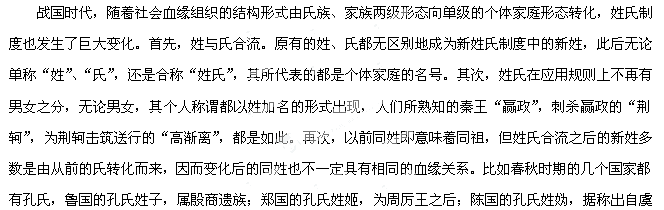 战国时代，随着社会血缘组织的结构形式由氏族、家族两级形态向单级的个体家庭形态转化，姓氏制
度也发生了巨大变化。首先，姓与氏合流。原有的姓、氏都无区别地成为新姓氏制度中的新姓，此后无论
单称“姓”、“氏”，还是合称“姓氏”，其所代表的都是个体家庭的名号。其次，姓氏在应用规则上不再有
男女之分，无论男女，其个人称谓都以姓加名的形式出现，人们所熟知的秦王“嬴政”，刺杀嬴政的“荆
轲”，为荆轲击筑送行的“高渐离”，都是如此。再次，以前同姓即意味着同祖，但姓氏合流之后的新姓多
数是由从前的氏转化而来，因而变化后的同姓也不一定具有相同的血缘关系。比如春秋时期的几个国家都
有孔氏，鲁国的孔氏姓子，属殷商遗族；郑国的孔氏姓姬，为周厉王之后；陈国的孔氏姓妫，据称出自虞